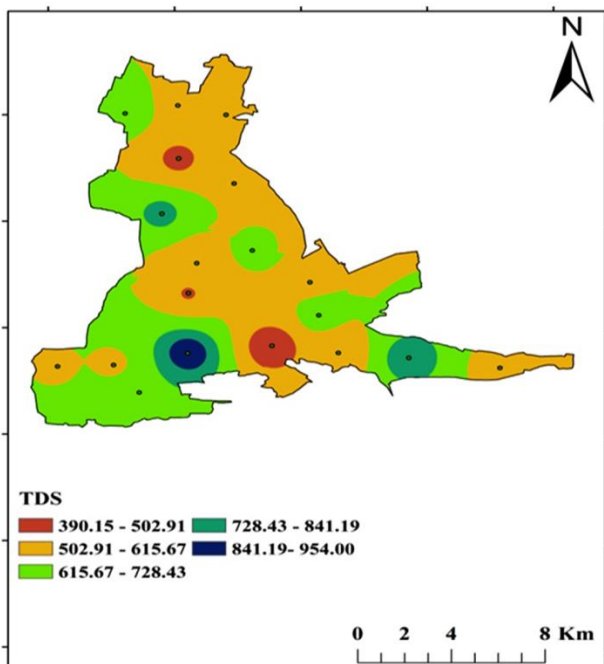 N
TDS
390.15 - 502.91 728.43 - 841.19
502.91 - 615.67 841.19- 954.00
615.67 - 728.43
0 2 4 8 Km